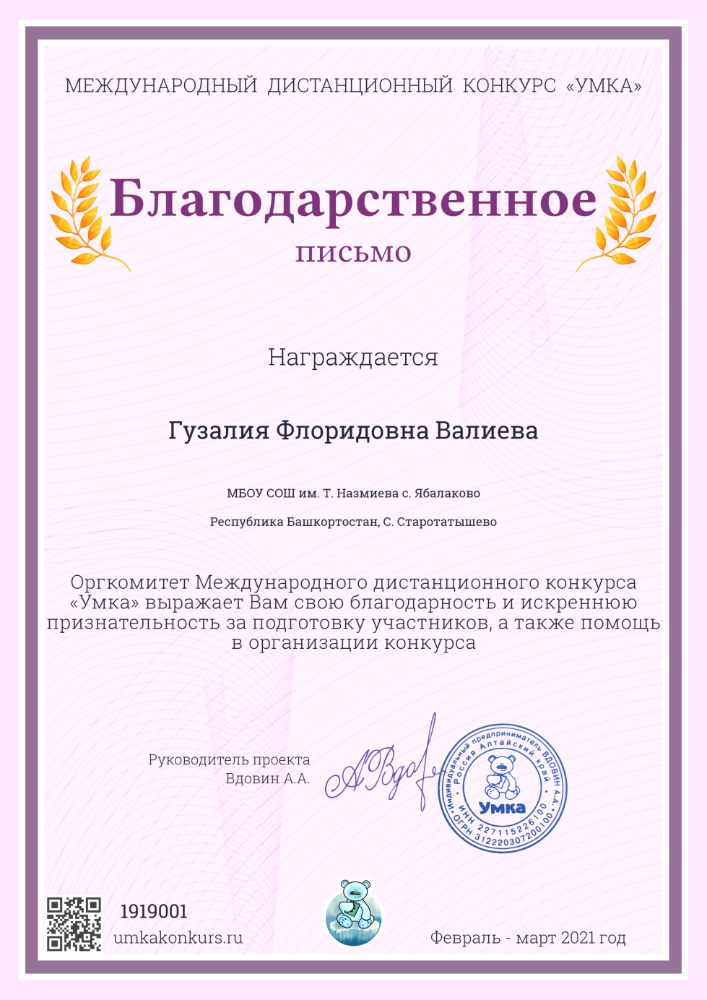 МЕЖДУНАРОДНЫЙ ДИСТАНЦИОННЫЙ КОНКУРС «УМКА»
Благодарственное
письмо
Награждается
Гузалия Флоридовна Валиева
МБОУ СОШ им. Т. Назмиева с. Ябалаково
Республика Башкортостан, С. Старотатышево
Оргкомитет Международного дистанционного конкурса
«Умка» выражает Вам свою благодарность и искреннюю
признательность за подготовку участников, а также помощь
в организации конкурса
Руководитель проекта
Вдовин А.А.
АВдо
Индивидуальный предприниматель ВДОВИН А.А.
Россия Алтайский край
Умка
ИНН 227115226100
ОГРН 312220307200100
1919001
umkakonkurs.ru
Февраль - март 2021 год